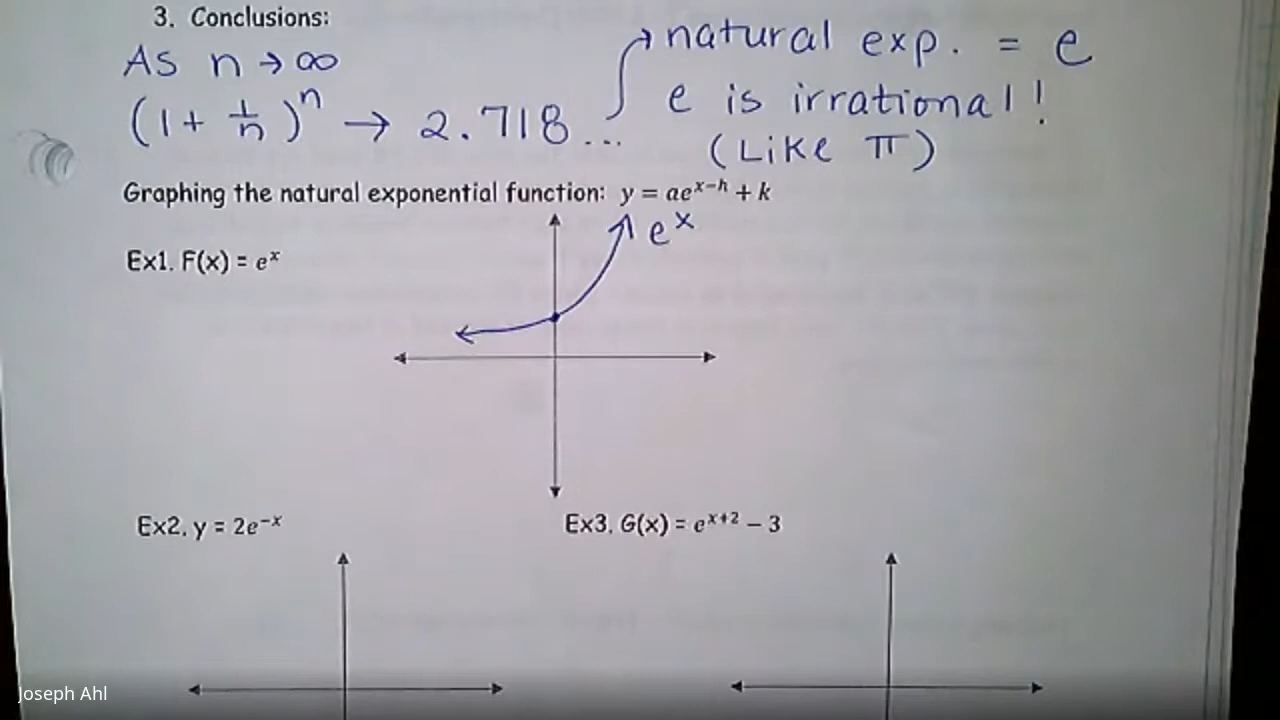 3. Conclusions:
As n → ∞
(1 + 1/n)^n → 2.718...
natural exp. = e
e is irrational!
(Like π)
Graphing the natural exponential function: y = ae^{x-h} + k
Ex1. F(x) = e^x
e^x
Ex2. y = 2e^{-x}
Ex3. G(x) = e^{x+2} - 3
Joseph Ahl